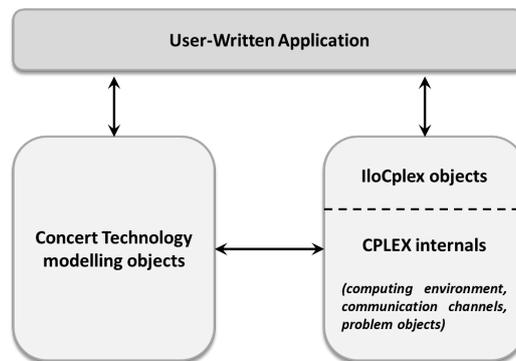 User-Written Application
Concert Technology
modelling objects
IloCplex objects
CPLEX internals
(computing environment,
communication channels,
problem objects)